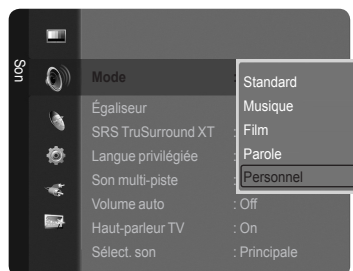 Son
Mode :
Standard
Musique
Film
Parole
Personnel
Égaliseur
SRS TruSurround XT :
Langue privilégiée :
Son multi-piste :
Volume auto : Off
Haut-parleur TV : On
Sélect. son : Principale